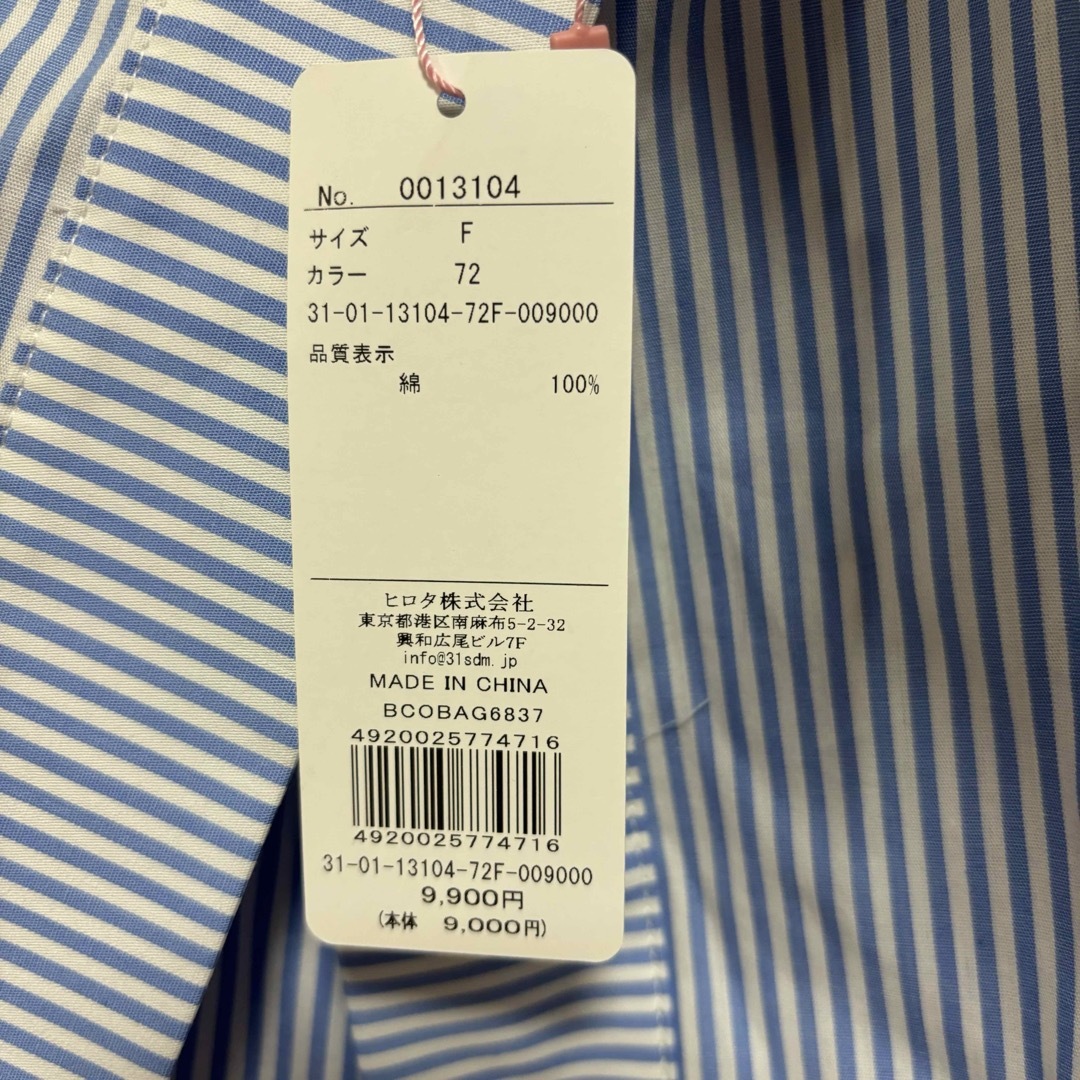 No. 0013104
サイズ F
カラー 72
31-01-13104-72F-009000
品質表示
綿 100%
ヒロタ株式会社
東京都港区南麻布5-2-32
興和広尾ビル7F
info@31sdm.jp
MADE IN CHINA
BCOBAG6837
4920025774716
4920025774716
31-01-13104-72F-009000
9,900円
(本体 9,000円)